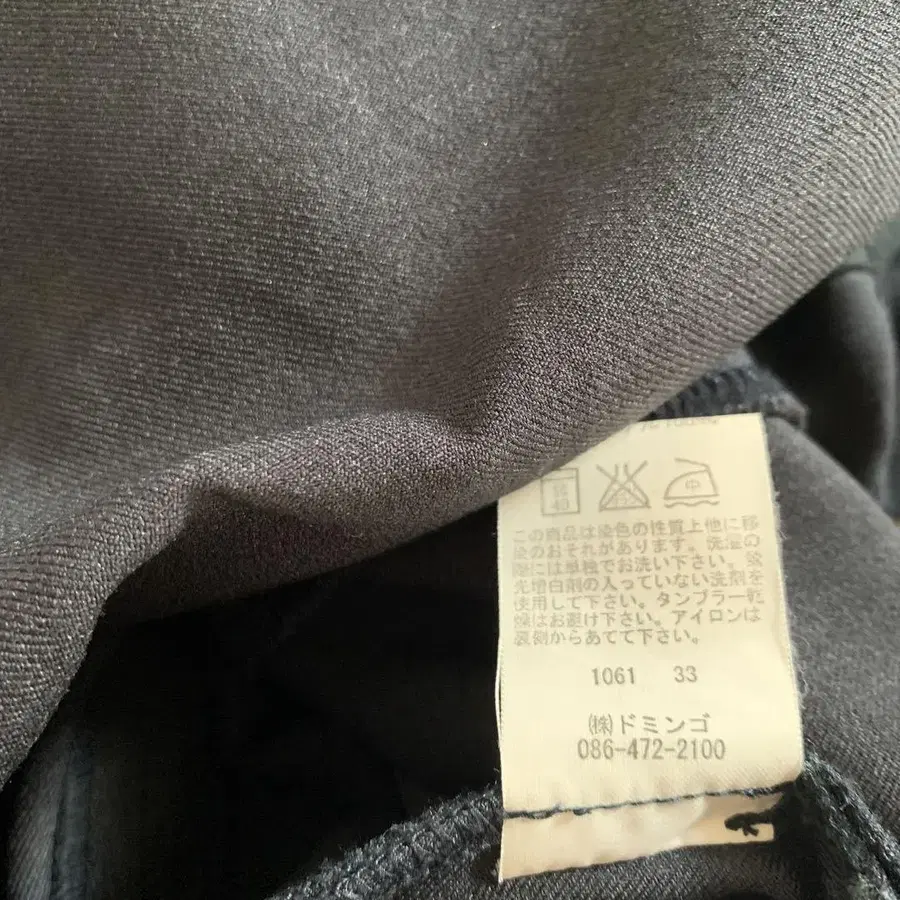 中
この商品は染色の性質上他に移
染のおそれがあります。洗濯の
際には単独でお洗い下さい。蛍
光増白剤の入っていない洗剤を
使用して下さい。タンブラー乾
燥はお避け下さい。アイロンは
裏側からあてて下さい。
1061 33
㈱ドミンゴ
086-472-2100